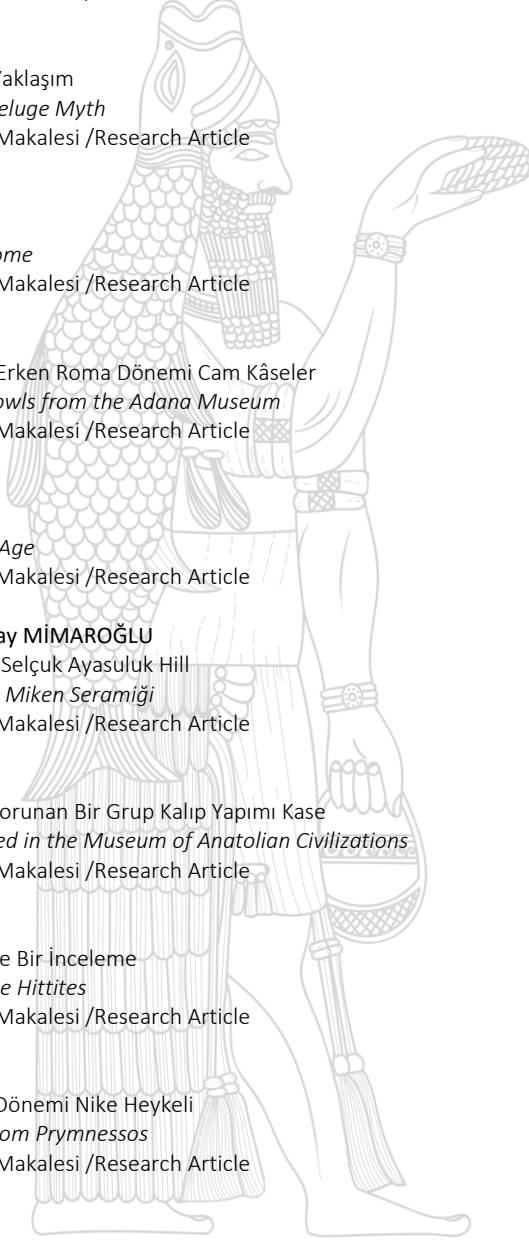 Yaklaşım
eluge Myth
Makalesi /Research Article
ome
Makalesi /Research Article
Erken Roma Dönemi Cam Kâseler
owls from the Adana Museum
Makalesi /Research Article
Age
Makalesi /Research Article
ay MİMAROĞLU
Selçuk Ayasuluk Hill
Miken Seramiği
Makalesi /Research Article
orunan Bir Grup Kalıp Yapımı Kase
ed in the Museum of Anatolian Civilizations
Makalesi /Research Article
e Bir İnceleme
e Hittites
Makalesi /Research Article
Dönemi Nike Heykeli
om Prymnessos
Makalesi /Research Article